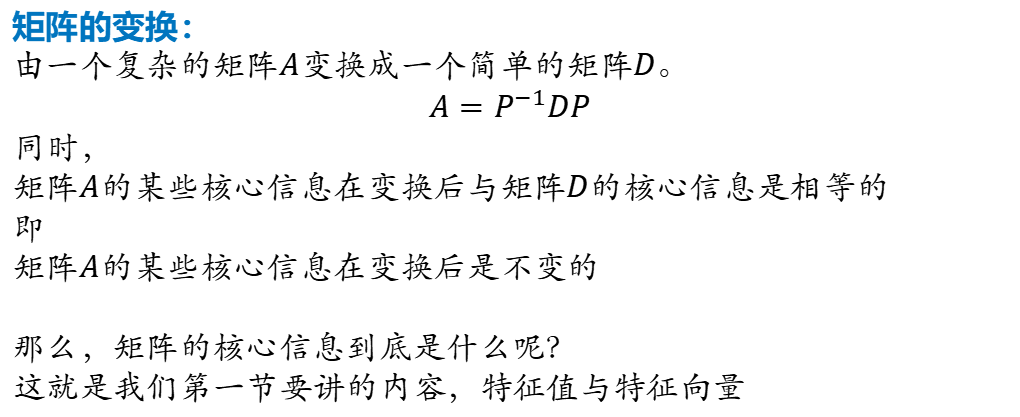 矩阵的变换：
由一个复杂的矩阵A变换成一个简单的矩阵D。
A = P⁻¹DP
同时，
矩阵A的某些核心信息在变换后与矩阵D的核心信息是相等的
即
矩阵A的某些核心信息在变换后是不变的
那么，矩阵的核心信息到底是什么呢？
这就是我们第一节要讲的内容，特征值与特征向量